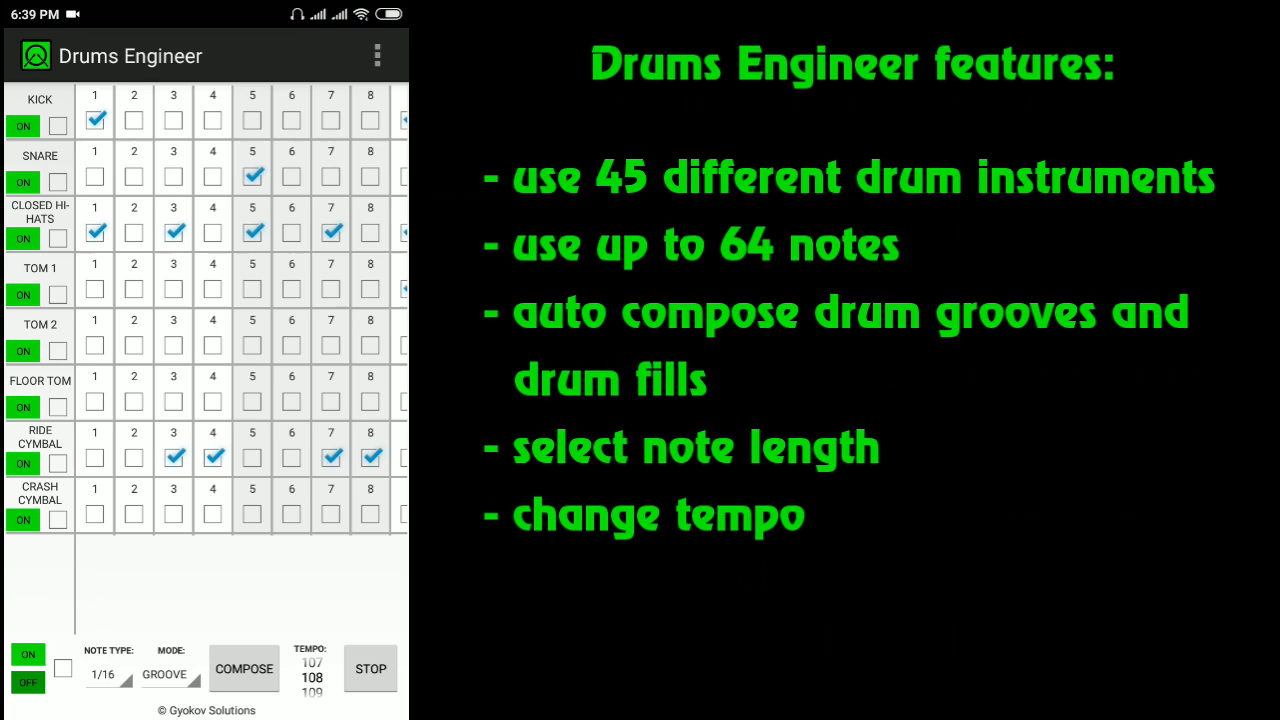 6:39 PM
Drums Engineer
KICK
1 2 3 4 5 6 7 8
ON
SNARE
1 2 3 4 5 6 7 8
ON
CLOSED HI-
HATS
1 2 3 4 5 6 7 8
ON
TOM 1
1 2 3 4 5 6 7 8
ON
TOM 2
1 2 3 4 5 6 7 8
ON
FLOOR TOM
1 2 3 4 5 6 7 8
ON
RIDE
CYMBAL
1 2 3 4 5 6 7 8
ON
CRASH
CYMBAL
1 2 3 4 5 6 7 8
ON
ON
OFF
NOTE TYPE:
1/16
MODE:
GROOVE
COMPOSE
TEMPO:
107
108
109
STOP
© Gyokov Solutions
Drums Engineer features:
- use 45 different drum instruments
- use up to 64 notes
- auto compose drum grooves and
drum fills
- select note length
- change tempo